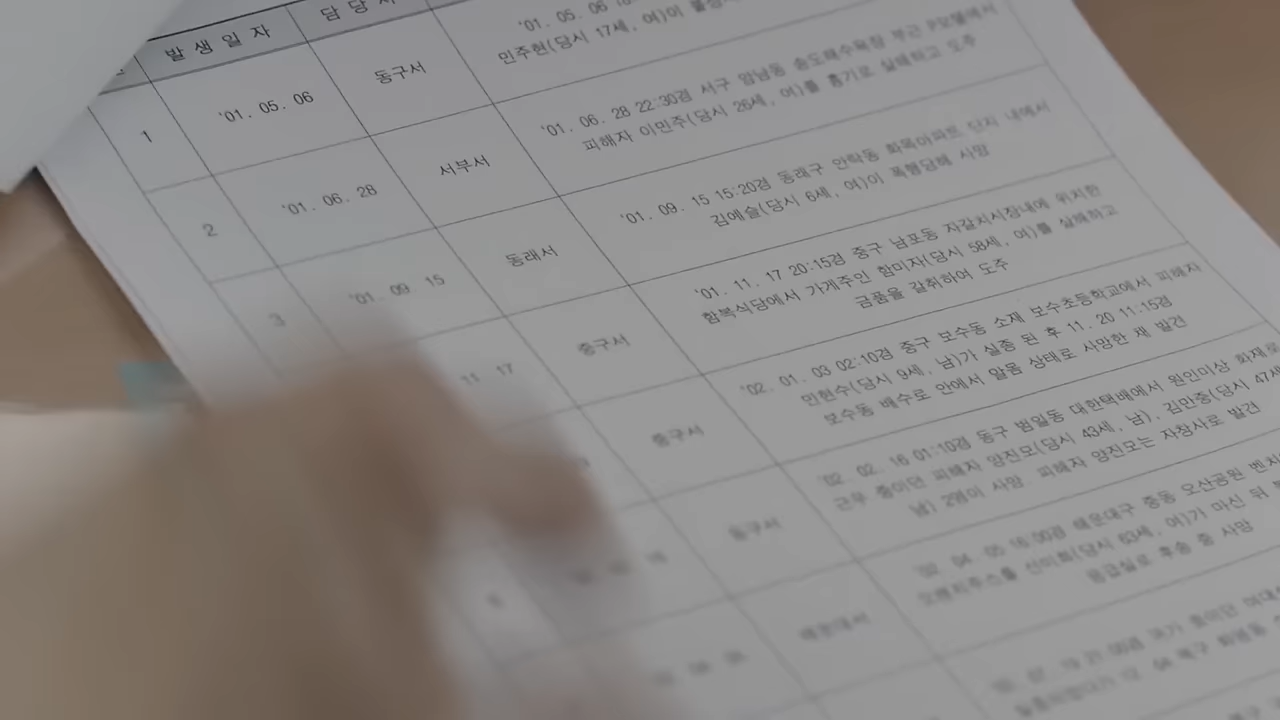 발생일자 담당서
1 '01. 05. 06 동구서 '01. 05. 06
민주현(당시 17세, 여)이
2 '01. 06. 28 서부서 '01. 06. 28 22:30경 서구 암남동 송도해수욕장 부근 모텔에서
피해자 이민주(당시 26세, 여)를 흉기로 살해하고 도주
3 '01. 09 15 동래서 '01. 09. 15 15:20경 동래구 안락동 화목아파트 단지 내에서
김예슬(당시 6세, 여)이 폭행당해 사망
11 17 중구서 '01. 11. 17 20:15경 중구 남포동 자갈치시장내에 위치한
함복식당에서 가게주인 함미자(당시 58세, 여)를 살해하고
금품을 갈취하여 도주
중구서 '02. 01. 03 02:10경 중구 보수동 소재 보수초등학교에서 피해자
민현수(당시 9세, 남)가 실종 된 후 11. 20 11:15경
보수동 배수로 안에서 알몸 상태로 사망한 채 발견
동구서 '02. 02. 16 01:10경 동구 범일동 대한택배에서 원인미상 화재로
근무 중이던 피해자 양진모(당시 43세, 남), 김만중(당시 47세
남) 2명이 사망 피해자 양진모는 자창사로 발견
해운대서 '02. 04. 05 16:00경 해운대구 중동 오산공원 벤치
오렌지주스를 신미희(당시 63세, 여)가 마신 뒤
응급실로 후송 중 사망